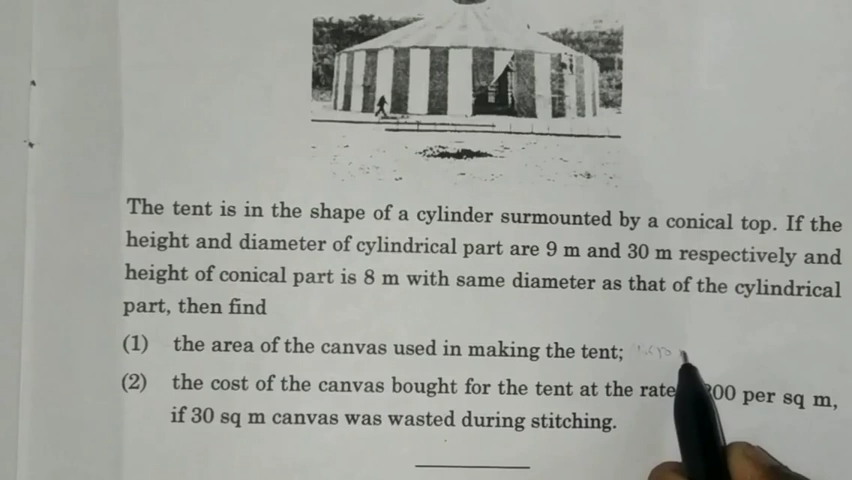 The tent is in the shape of a cylinder surmounted by a conical top. If the
height and diameter of cylindrical part are 9 m and 30 m respectively and
height of conical part is 8 m with same diameter as that of the cylindrical
part, then find
(1) the area of the canvas used in making the tent;
(2) the cost of the canvas bought for the tent at the rate 00 per sq m,
if 30 sq m canvas was wasted during stitching.